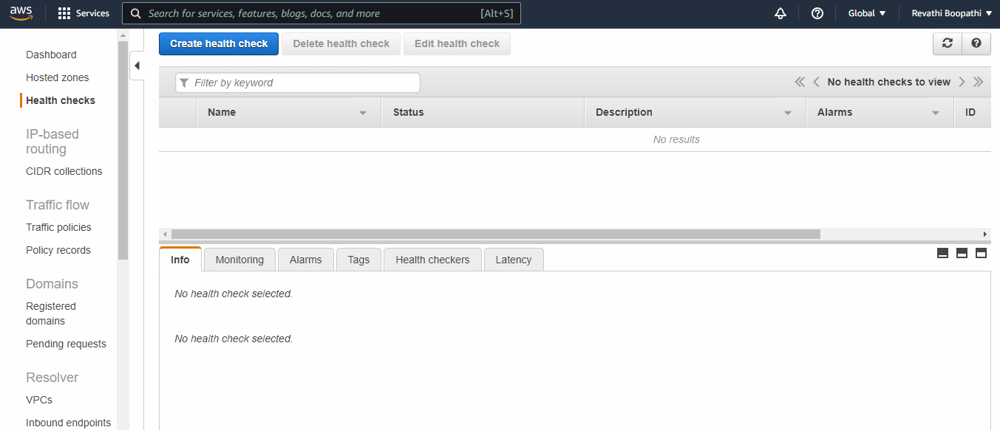 aws
Services
Search for services, features, blogs, docs, and more
[Alt+S]
Global
Revathi Boopathi
Dashboard
Hosted zones
Health checks
IP-based
routing
CIDR collections
Traffic flow
Traffic policies
Policy records
Domains
Registered
domains
Pending requests
Resolver
VPCs
Inbound endpoints
Create health check
Delete health check
Edit health check
Filter by keyword
No health checks to view
Name
Status
Description
Alarms
ID
No results
Info
Monitoring
Alarms
Tags
Health checkers
Latency
No health check selected.
No health check selected.